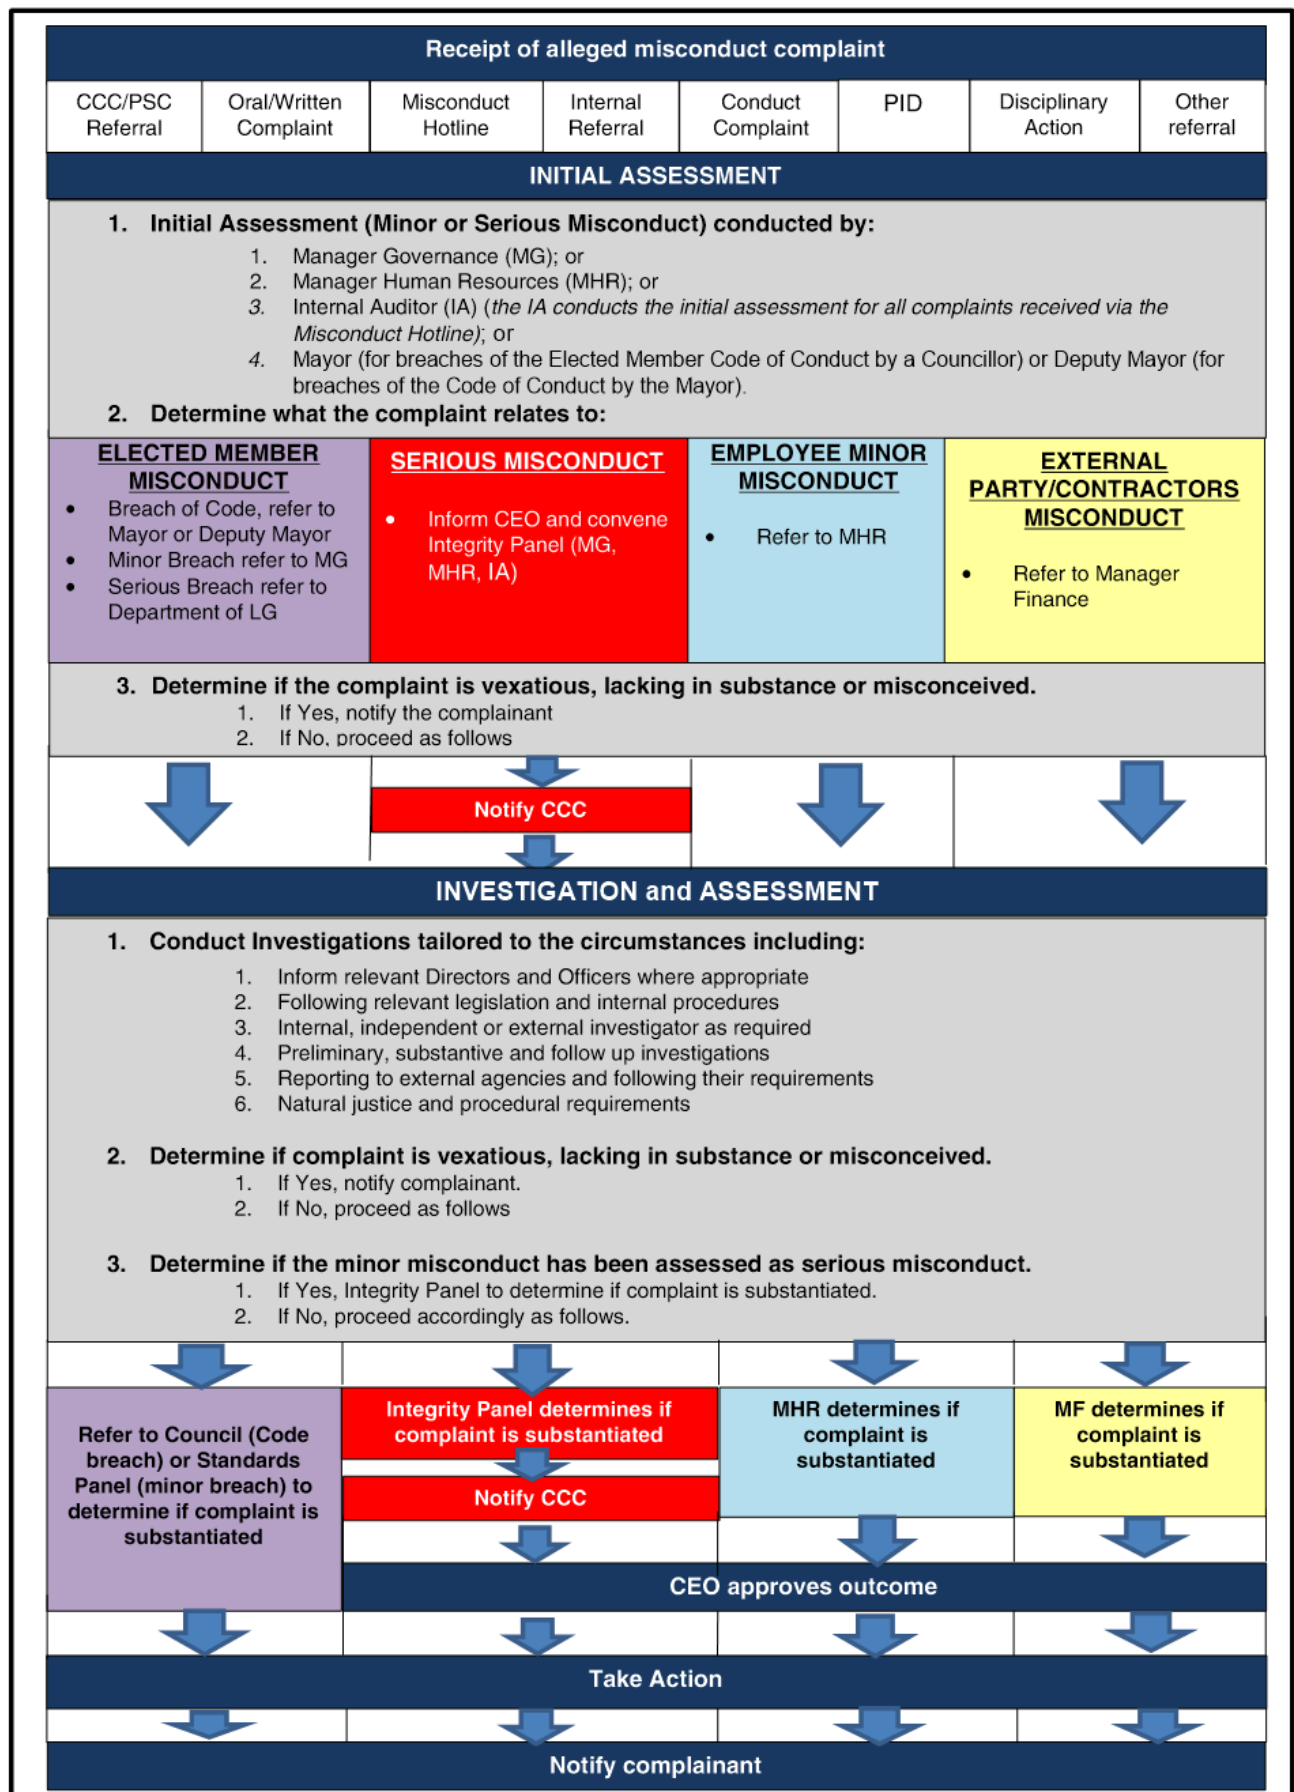 Receipt of alleged misconduct complaint
CCC/PSC
Referral
Oral/Written
Complaint
Misconduct
Hotline
Internal
Referral
Conduct
Complaint
PID
Disciplinary
Action
Other
referral
INITIAL ASSESSMENT
1. Initial Assessment (Minor or Serious Misconduct) conducted by:
1. Manager Governance (MG); or
2. Manager Human Resources (MHR); or
3. Internal Auditor (IA) (the IA conducts the initial assessment for all complaints received via the
Misconduct Hotline); or
4. Mayor (for breaches of the Elected Member Code of Conduct by a Councillor) or Deputy Mayor (for
breaches of the Code of Conduct by the Mayor).
2. Determine what the complaint relates to:
ELECTED MEMBER
MISCONDUCT
• Breach of Code, refer to
Mayor or Deputy Mayor
• Minor Breach refer to MG
• Serious Breach refer to
Department of LG
SERIOUS MISCONDUCT
• Inform CEO and convene
Integrity Panel (MG,
MHR, IA)
EMPLOYEE MINOR
MISCONDUCT
• Refer to MHR
EXTERNAL
PARTY/CONTRACTORS
MISCONDUCT
• Refer to Manager
Finance
3. Determine if the complaint is vexatious, lacking in substance or misconceived.
1. If Yes, notify the complainant
2. If No, proceed as follows
Notify CCC
INVESTIGATION and ASSESSMENT
1. Conduct Investigations tailored to the circumstances including:
1. Inform relevant Directors and Officers where appropriate
2. Following relevant legislation and internal procedures
3. Internal, independent or external investigator as required
4. Preliminary, substantive and follow up investigations
5. Reporting to external agencies and following their requirements
6. Natural justice and procedural requirements
2. Determine if complaint is vexatious, lacking in substance or misconceived.
1. If Yes, notify complainant.
2. If No, proceed as follows
3. Determine if the minor misconduct has been assessed as serious misconduct.
1. If Yes, Integrity Panel to determine if complaint is substantiated.
2. If No, proceed accordingly as follows.
Refer to Council (Code
breach) or Standards
Panel (minor breach) to
determine if complaint is
substantiated
Integrity Panel determines if
complaint is substantiated
Notify CCC
MHR determines if
complaint is
substantiated
MF determines if
complaint is
substantiated
CEO approves outcome
Take Action
Notify complainant